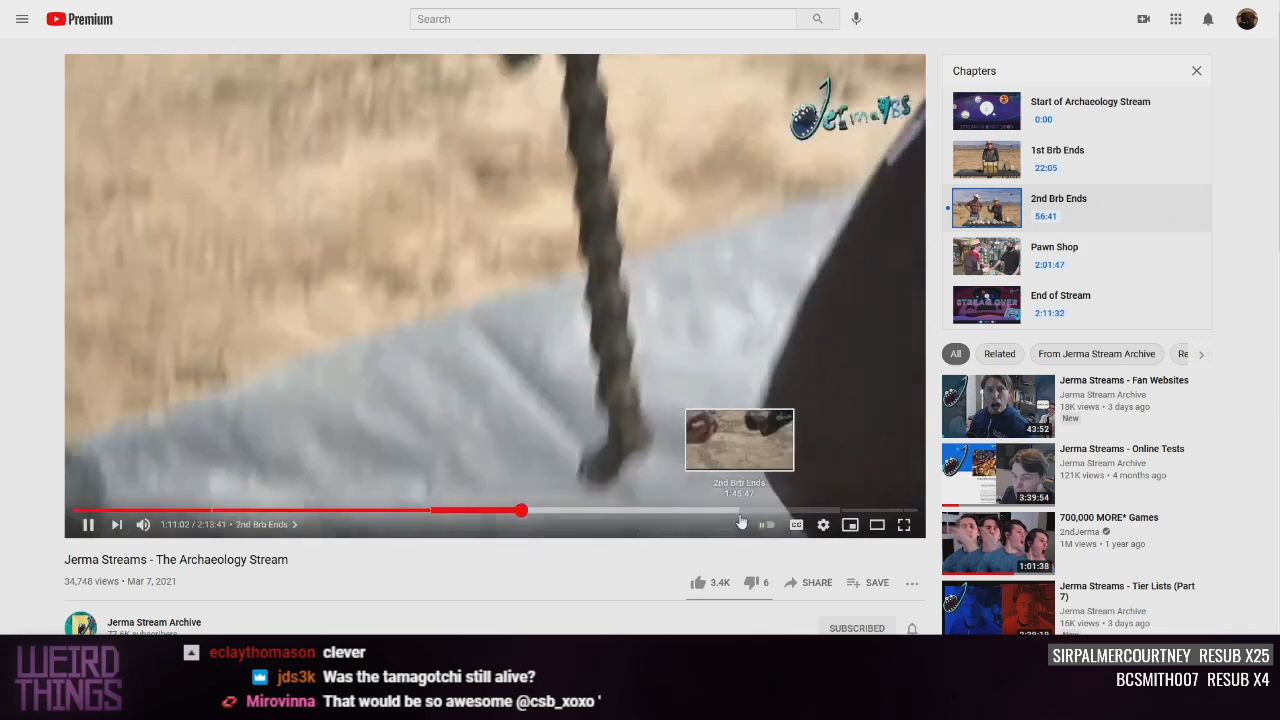 Premium
Search
Jerma985
2nd Brb Ends
1:45:47
1:11:02 / 2:13:41 • 2nd Brb Ends
CC
Chapters
Start of Archaeology Stream
0:00
1st Brb Ends
22:05
2nd Brb Ends
56:41
Pawn Shop
2:01:47
STREAM OVER
End of Stream
2:11:32
All
Related
From Jerma Stream Archive
Re
Jerma Streams - Fan Websites
Jerma Stream Archive
18K views • 3 days ago
New
43:52
Jerma Streams - Online Tests
Jerma Stream Archive
121K views • 4 months ago
3:39:54
700,000 MORE* Games
2ndJerma
1M views • 1 year ago
1:01:38
Jerma Streams - Tier Lists (Part
7)
Jerma Stream Archive
16K views • 3 days ago
Jerma Streams - The Archaeology Stream
34,748 views • Mar 7, 2021
3.4K
6
SHARE
SAVE
Jerma Stream Archive
SUBSCRIBED
WEIRD
THINGS
eclaythomason clever
jds3k Was the tamagotchi still alive?
Mirovinna That would be so awesome @csb_xoxo '
SIRPALMERCOURTNEY RESUB X25
BCSMITH007 RESUB X4